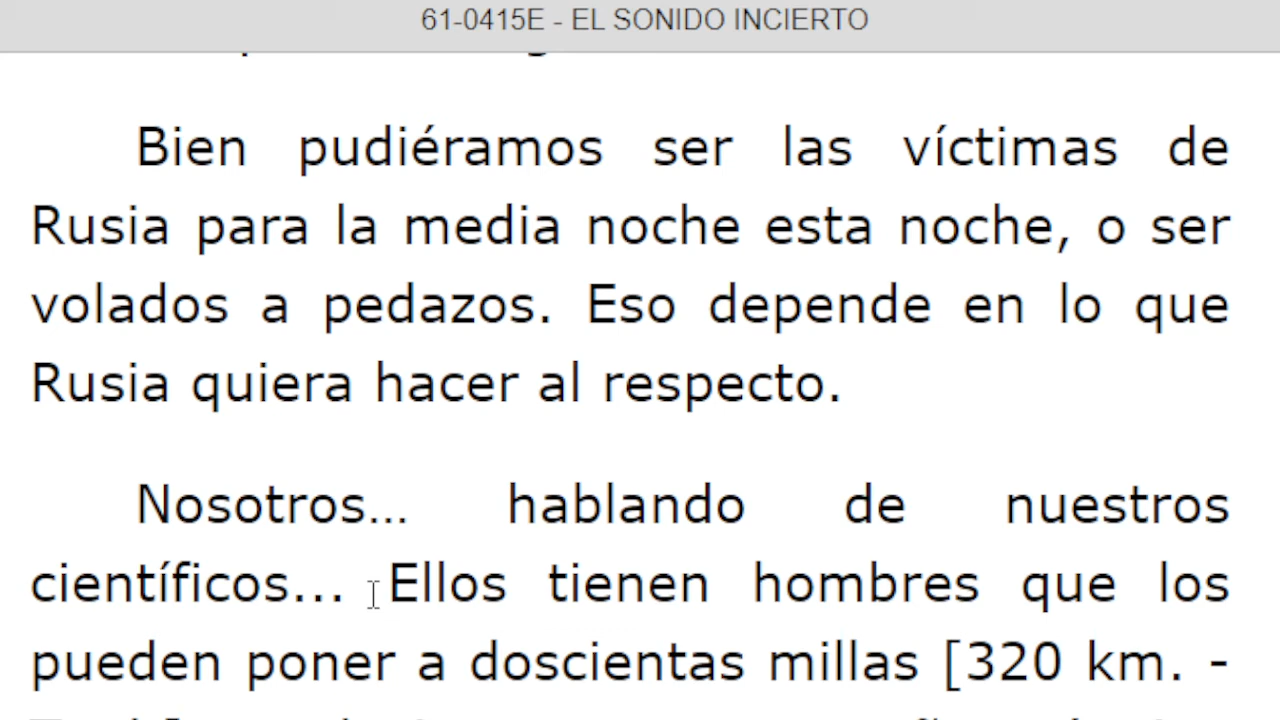 61-0415E - EL SONIDO INCIERTO
Bien pudiéramos ser las víctimas de
Rusia para la media noche esta noche, o ser
volados a pedazos. Eso depende en lo que
Rusia quiera hacer al respecto.
Nosotros... hablando de nuestros
científicos... Ellos tienen hombres que los
pueden poner a doscientas millas [320 km. -